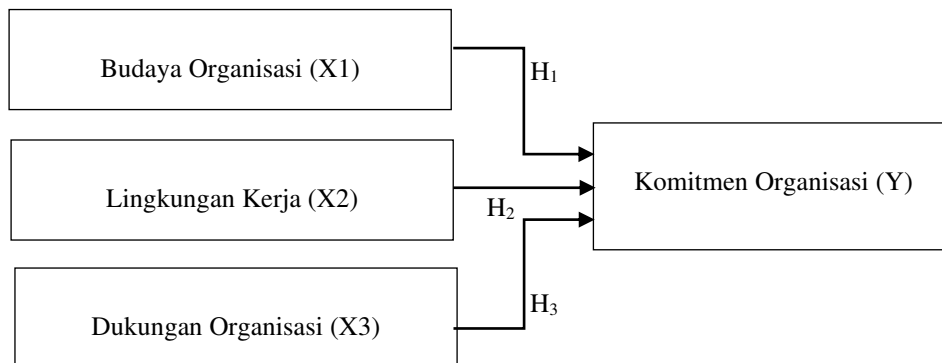 Budaya Organisasi (X1)
H₁
Komitmen Organisasi (Y)
Lingkungan Kerja (X2)
H₂
H₃
Dukungan Organisasi (X3)